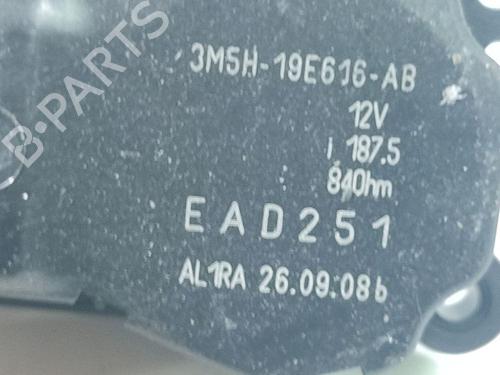 B-PARTS
3M5H-19E616-AB
12V
i 187.5
840hm
EAD251
AL1RA 26.09.08b